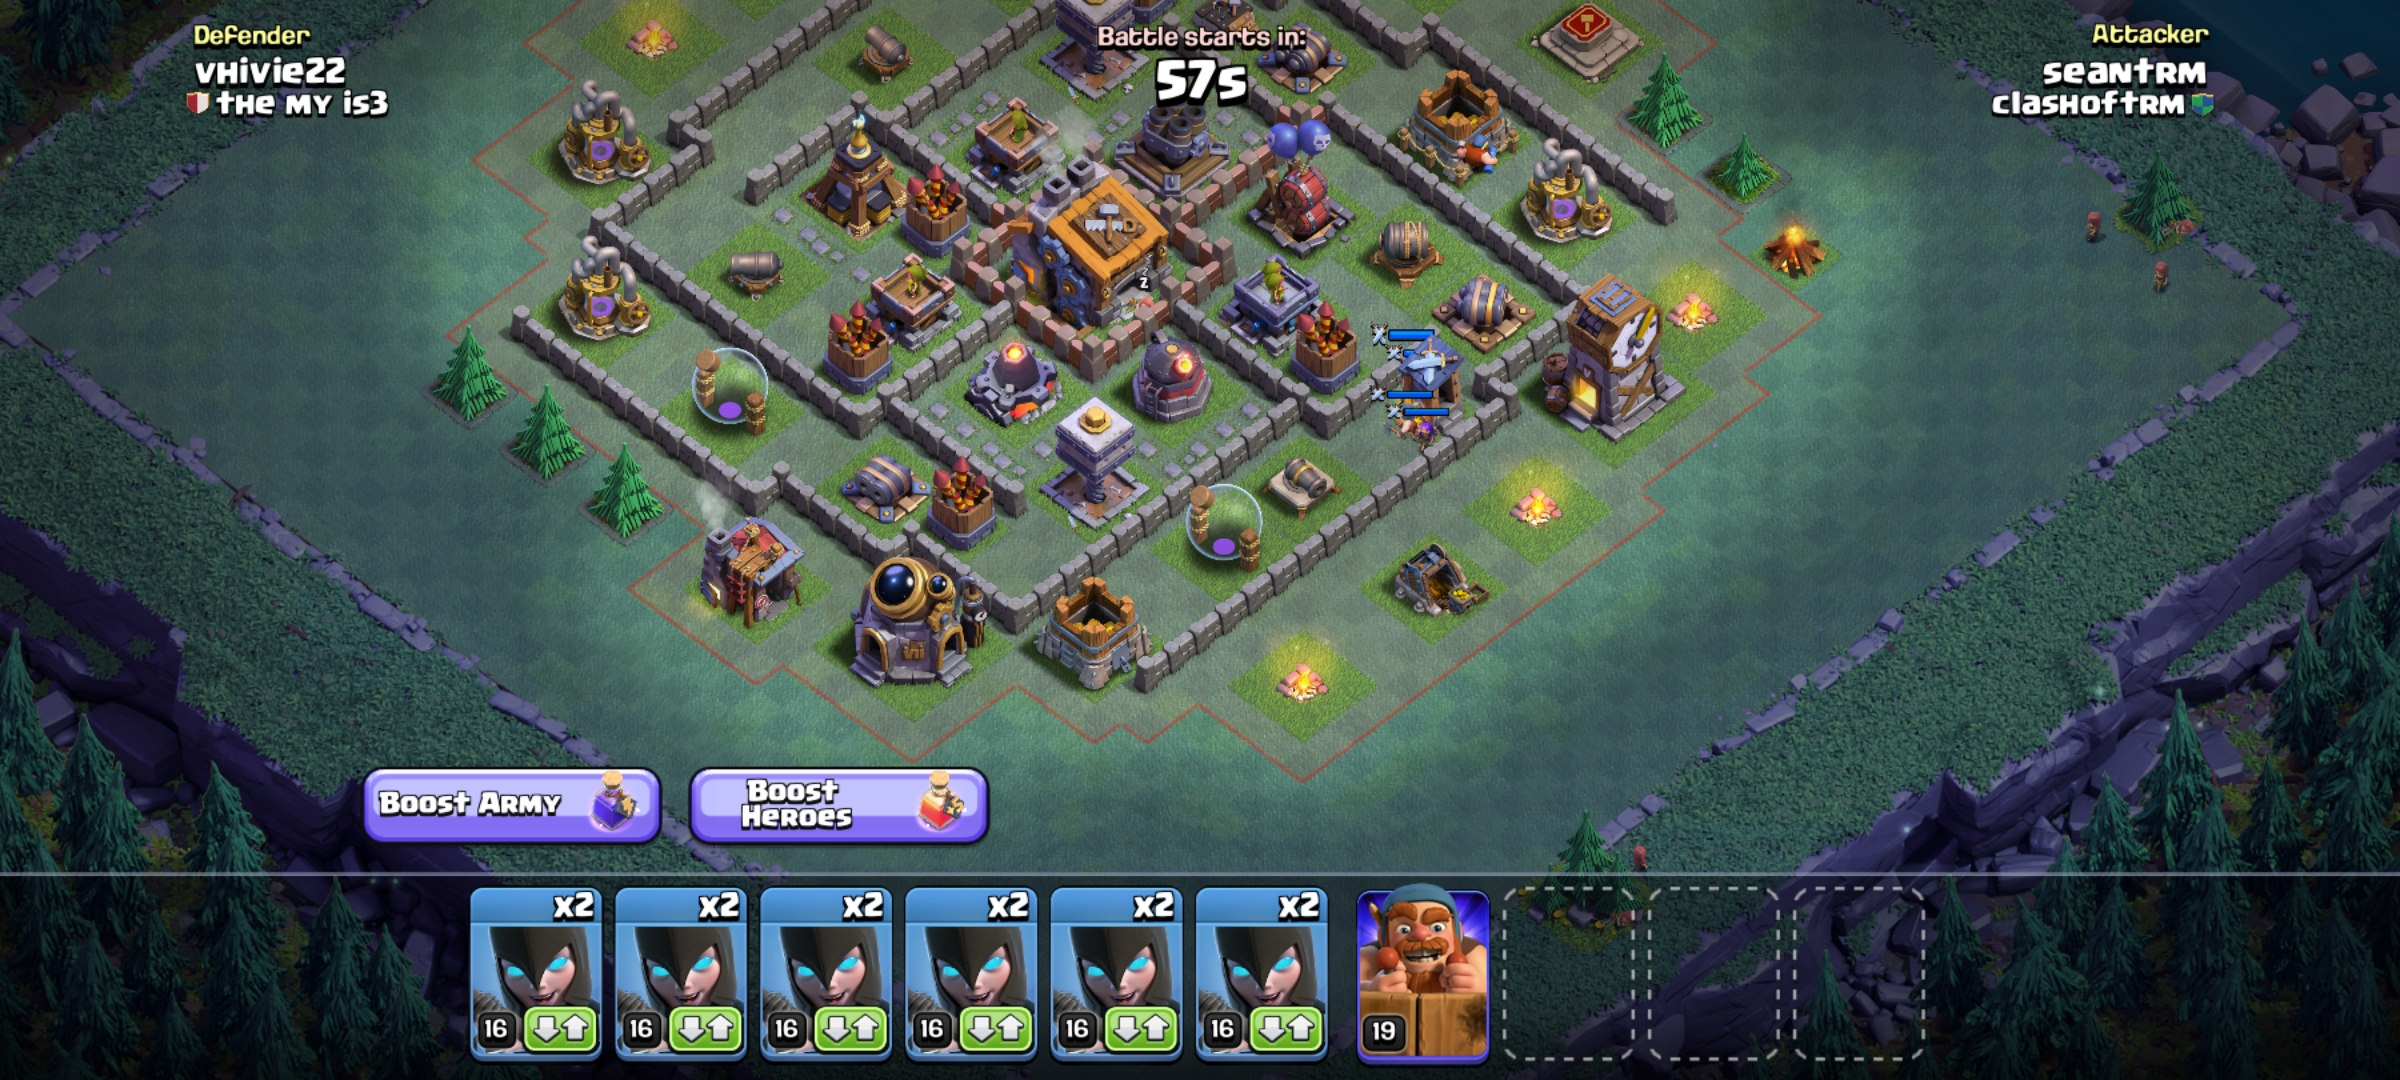 Defender
vHivie22
tHE MY is3
Battle starts in:
57s
Attacker
seantRM
clasHoftRM
z
z
Boost Army
Boost
Heroes
x2
x2
x2
x2
x2
x2
16
16
16
16
16
16
19